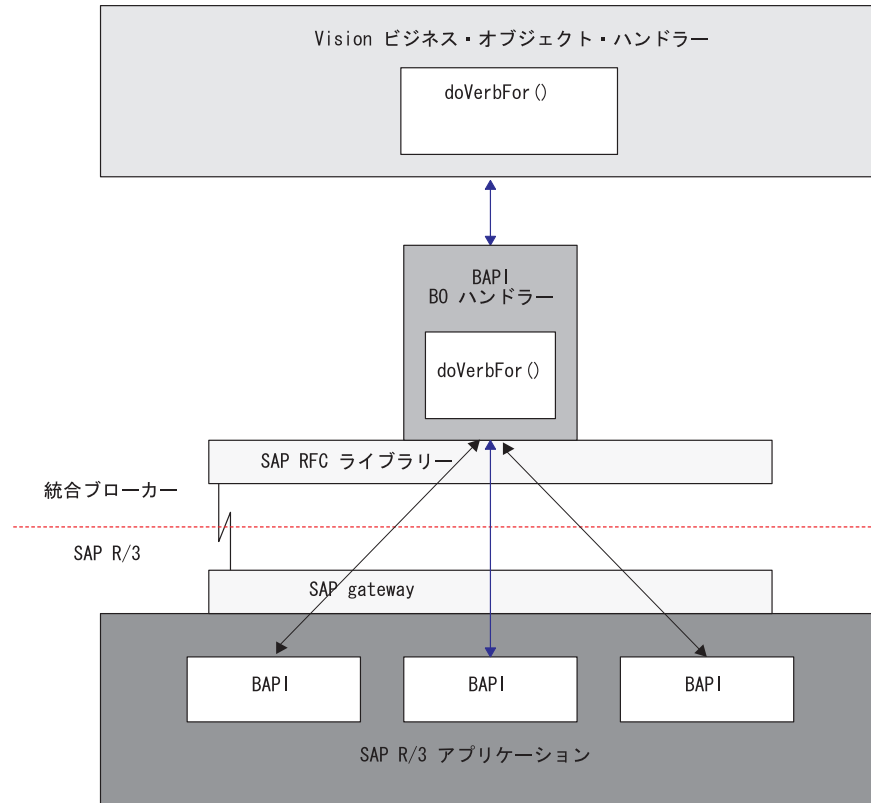 Vision ビジネス・オブジェクト・ハンドラー
doVerbFor()
BAPI
BO ハンドラー
doVerbFor()
SAP RFC ライブラリー
統合ブローカー
SAP R/3
SAP gateway
BAPI
BAPI
BAPI
SAP R/3 アプリケーション